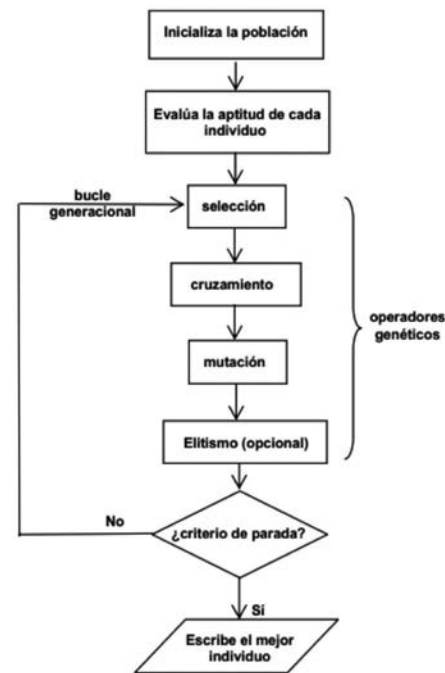 Inicializa la población
Evalúa la aptitud de cada
individuo
bucle
generacional
selección
cruzamiento
operadores
genéticos
mutación
Elitismo (opcional)
No
¿criterio de parada?
Sí
Escribe el mejor
individuo